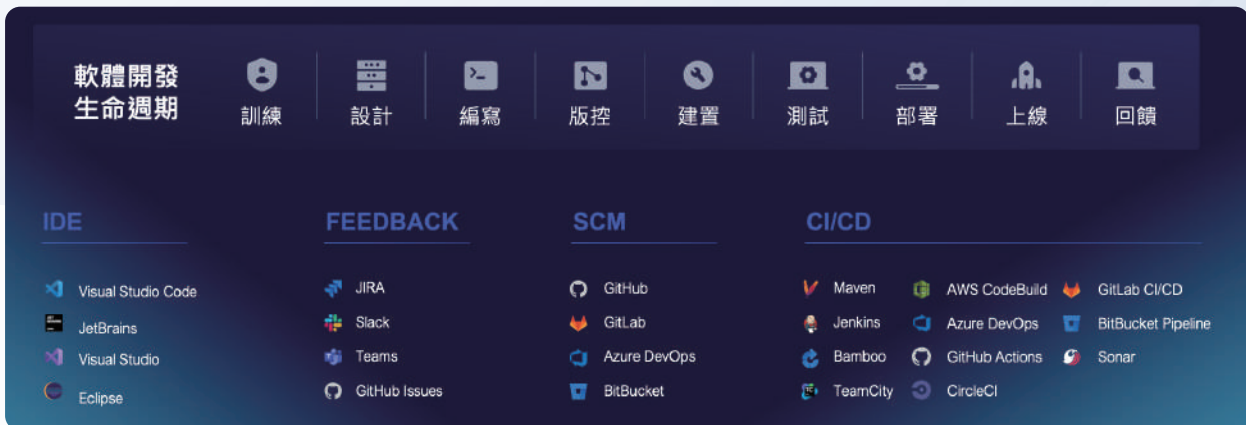 軟體開發
生命週期
訓練
設計
編寫
版控
建置
測試
部署
上線
回饋
IDE
Visual Studio Code
JetBrains
Visual Studio
Eclipse
FEEDBACK
JIRA
Slack
Teams
GitHub Issues
SCM
GitHub
GitLab
Azure DevOps
BitBucket
CI/CD
Maven
Jenkins
Bamboo
TeamCity
AWS CodeBuild
Azure DevOps
GitHub Actions
CircleCI
GitLab CI/CD
BitBucket Pipeline
Sonar